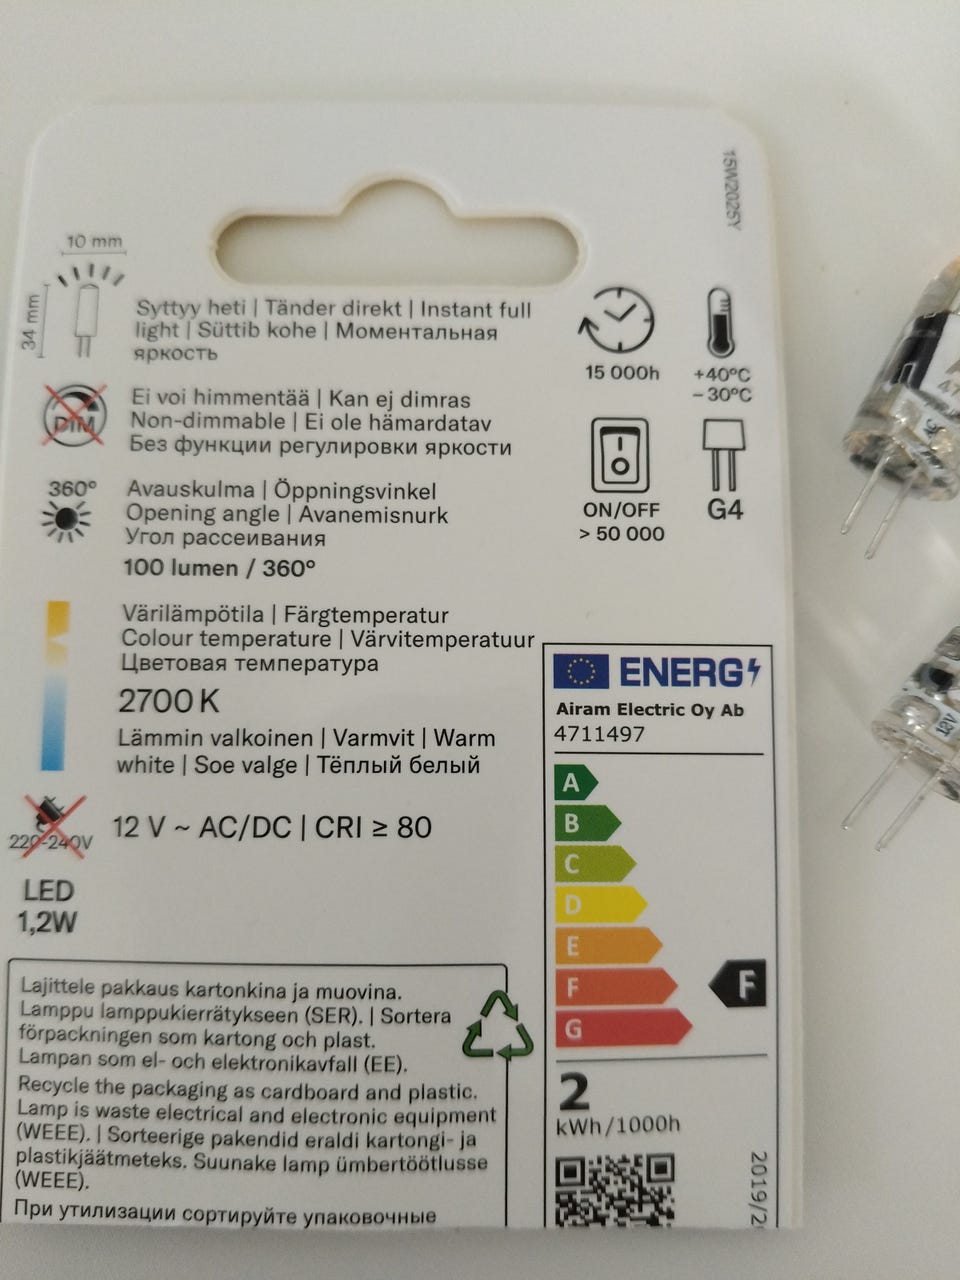 15W2025Y
10 mm
34 mm
Syttyy heti | Tänder direkt | Instant full
light | Süttib kohe | Моментальная
яркость
DIM
Ei voi himmentää | Kan ej dimras
Non-dimmable | Ei ole hämardatav
Без функции регулировки яркости
360°
Avauskulma | Öppningsvinkel
Opening angle | Avanemisnurk
Угол рассеивания
100 lumen / 360°
Värilämpötila | Färgtemperatur
Colour temperature | Värvitemperatuur
Цветовая температура
2700 K
Lämmin valkoinen | Varmvit | Warm
white | Soe valge | Тёплый белый
220-240V
12 V ~ AC/DC | CRI ≥ 80
LED
1,2W
15 000h
+40°C
-30°C
ON/OFF
> 50 000
G4
ENERG
Airam Electric Oy Ab
4711497
A
B
C
D
E
F
G
F
2
kWh/1000h
2019/2
Lajittele pakkaus kartonkina ja muovina.
Lamppu lamppukierrätykseen (SER). | Sortera
förpackningen som kartong och plast.
Lampan som el- och elektronikavfall (EE).
Recycle the packaging as cardboard and plastic.
Lamp is waste electrical and electronic equipment
(WEEE). | Sorteerige pakendid eraldi kartongi- ja
plastikjäätmeteks. Suunake lamp ümbertöötlusse
(WEEE).
При утилизации сортируйте упаковочные
47
12V